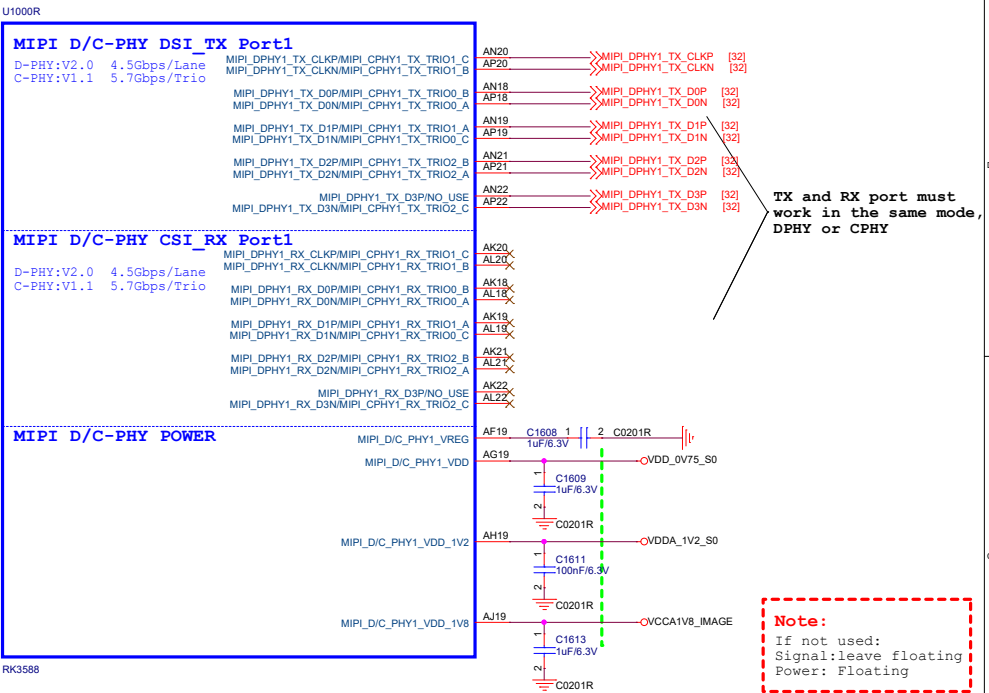 U1000R
MIPI D/C-PHY DSI_TX Port1
D-PHY:V2.0 4.5Gbps/Lane
C-PHY:V1.1 5.7Gbps/Trio
MIPI_DPHY1_TX_CLKP/MIPI_CPHY1_TX_TRIO1_C AN20 MIPI_DPHY1_TX_CLKP [32]
MIPI_DPHY1_TX_CLKN/MIPI_CPHY1_TX_TRIO1_B AP20 MIPI_DPHY1_TX_CLKN [32]
MIPI_DPHY1_TX_D0P/MIPI_CPHY1_TX_TRIO0_B AN18 MIPI_DPHY1_TX_D0P [32]
MIPI_DPHY1_TX_D0N/MIPI_CPHY1_TX_TRIO0_A AP18 MIPI_DPHY1_TX_D0N [32]
MIPI_DPHY1_TX_D1P/MIPI_CPHY1_TX_TRIO1_A AN19 MIPI_DPHY1_TX_D1P [32]
MIPI_DPHY1_TX_D1N/MIPI_CPHY1_TX_TRIO0_C AP19 MIPI_DPHY1_TX_D1N [32]
MIPI_DPHY1_TX_D2P/MIPI_CPHY1_TX_TRIO2_B AN21 MIPI_DPHY1_TX_D2P [32]
MIPI_DPHY1_TX_D2N/MIPI_CPHY1_TX_TRIO2_A AP21 MIPI_DPHY1_TX_D2N [32]
MIPI_DPHY1_TX_D3P/NO_USE AN22 MIPI_DPHY1_TX_D3P [32]
MIPI_DPHY1_TX_D3N/MIPI_CPHY1_TX_TRIO2_C AP22 MIPI_DPHY1_TX_D3N [32]
TX and RX port must
work in the same mode,
DPHY or CPHY
MIPI D/C-PHY CSI_RX Port1
D-PHY:V2.0 4.5Gbps/Lane
C-PHY:V1.1 5.7Gbps/Trio
MIPI_DPHY1_RX_CLKP/MIPI_CPHY1_RX_TRIO1_C AK20
MIPI_DPHY1_RX_CLKN/MIPI_CPHY1_RX_TRIO1_B AL20
MIPI_DPHY1_RX_D0P/MIPI_CPHY1_RX_TRIO0_B AK18
MIPI_DPHY1_RX_D0N/MIPI_CPHY1_RX_TRIO0_A AL18
MIPI_DPHY1_RX_D1P/MIPI_CPHY1_RX_TRIO1_A AK19
MIPI_DPHY1_RX_D1N/MIPI_CPHY1_RX_TRIO0_C AL19
MIPI_DPHY1_RX_D2P/MIPI_CPHY1_RX_TRIO2_B AK21
MIPI_DPHY1_RX_D2N/MIPI_CPHY1_RX_TRIO2_A AL21
MIPI_DPHY1_RX_D3P/NO_USE AK22
MIPI_DPHY1_RX_D3N/MIPI_CPHY1_RX_TRIO2_C AL22
MIPI D/C-PHY POWER
MIPI_D/C_PHY1_VREG AF19 C1608 1 2 C0201R
1uF/6.3V
MIPI_D/C_PHY1_VDD AG19 VDD_0V75_S0
1
C1609
1uF/6.3V
2
C0201R
MIPI_D/C_PHY1_VDD_1V2 AH19 VDDA_1V2_S0
1
C1611
100nF/6.3V
2
C0201R
MIPI_D/C_PHY1_VDD_1V8 AJ19 VCCA1V8_IMAGE
1
C1613
1uF/6.3V
2
C0201R
RK3588
Note:
If not used:
Signal:leave floating
Power: Floating